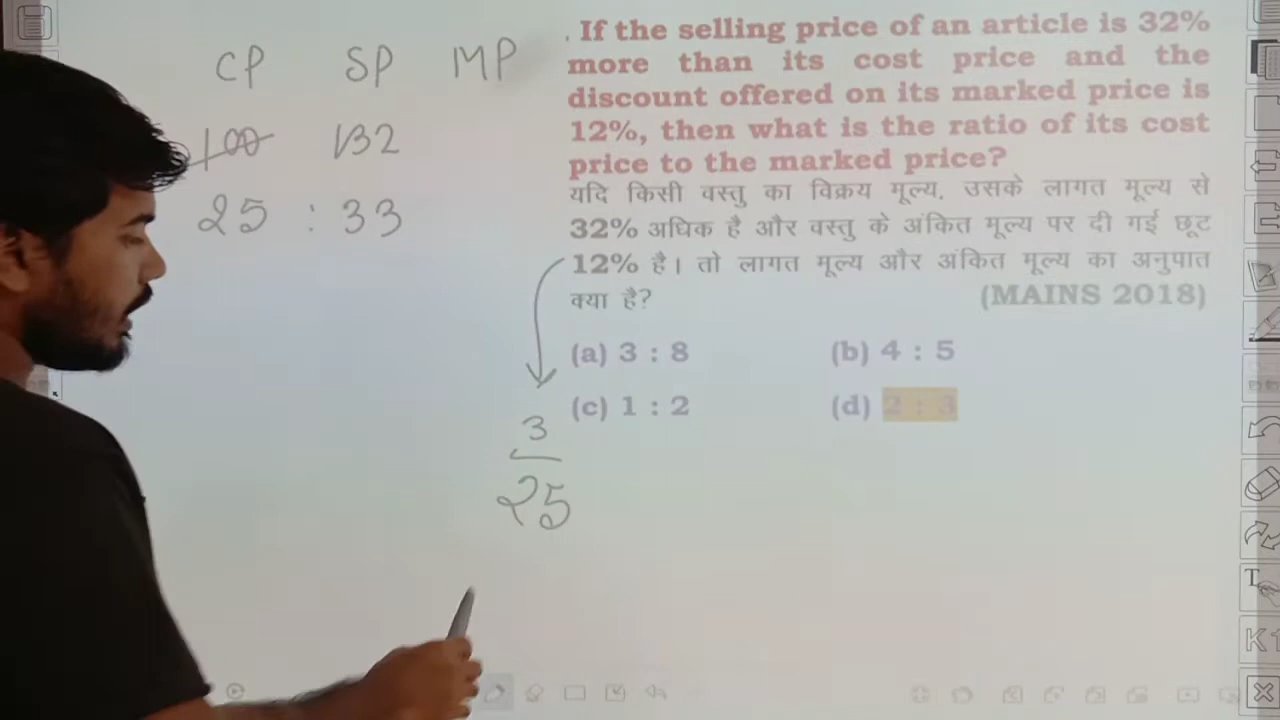 CP SP MP
100 132
25 : 33
. If the selling price of an article is 32%
more than its cost price and the
discount offered on its marked price is
12%, then what is the ratio of its cost
price to the marked price?
यदि किसी वस्तु का विक्रय मूल्य, उसके लागत मूल्य से
32% अधिक है और वस्तु के अंकित मूल्य पर दी गई छूट
12% है। तो लागत मूल्य और अंकित मूल्य का अनुपात
क्या है?
(MAINS 2018)
(a) 3 : 8 (b) 4 : 5
(c) 1 : 2 (d) 2 : 3
3
25
T
K